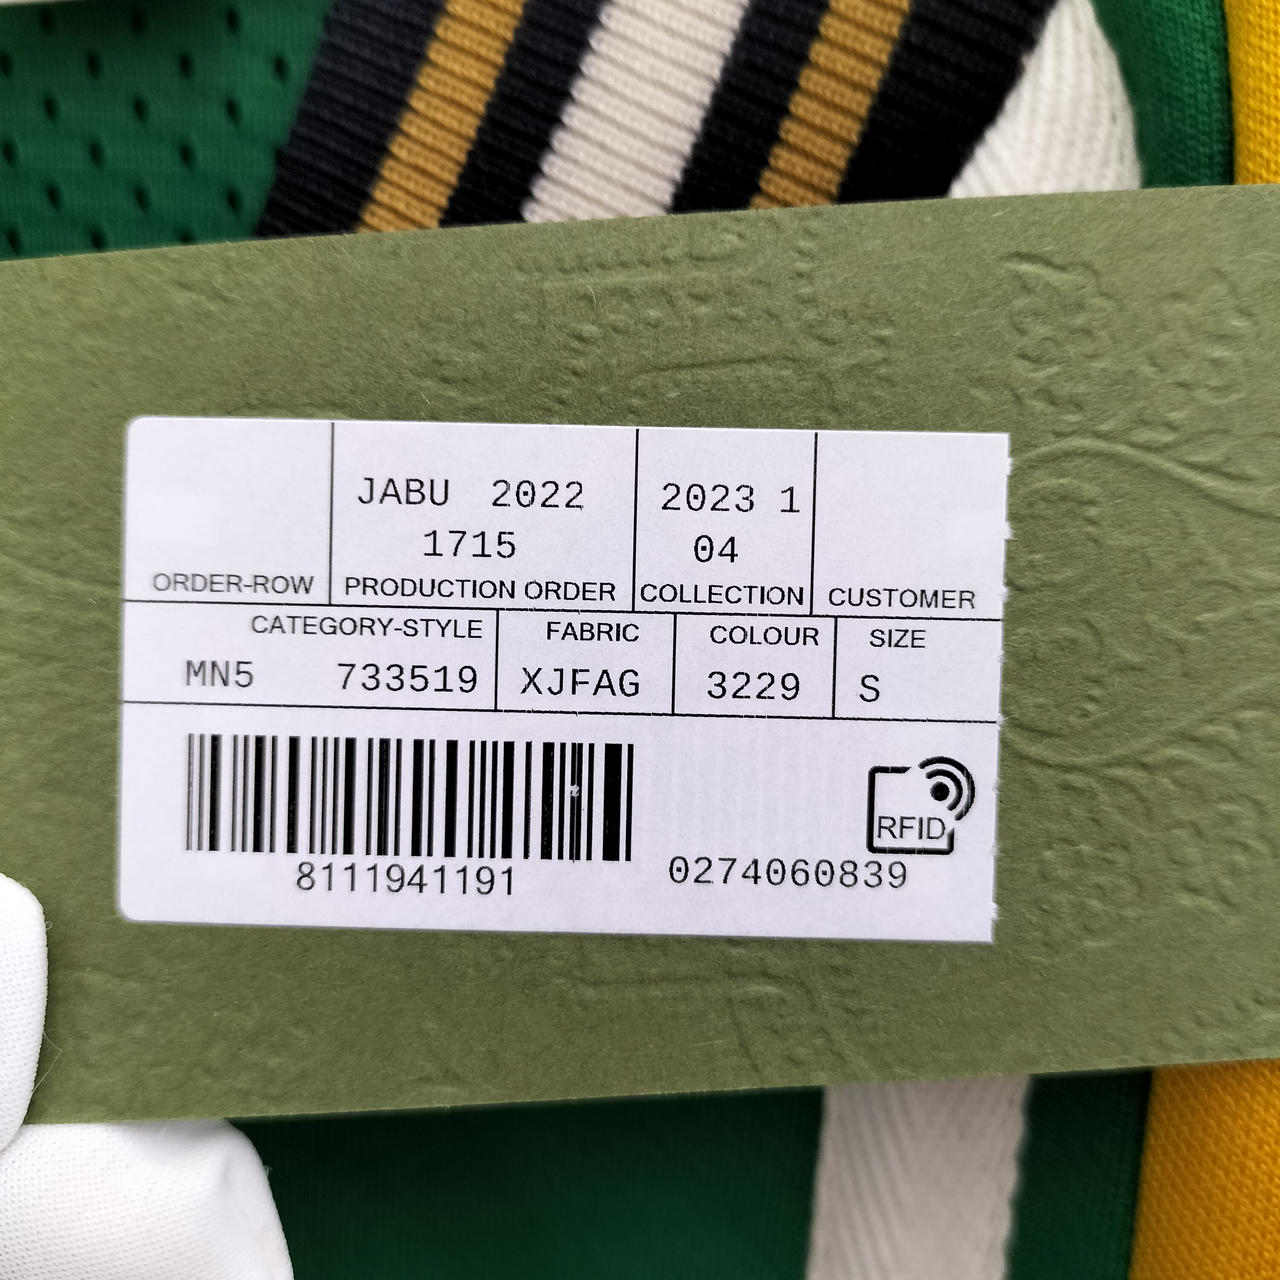 JABU 2022 2023 1
1715 04
ORDER-ROW PRODUCTION ORDER COLLECTION CUSTOMER
CATEGORY-STYLE FABRIC COLOUR SIZE
MN5 733519 XJFAG 3229 S
RFID
8111941191 0274060839